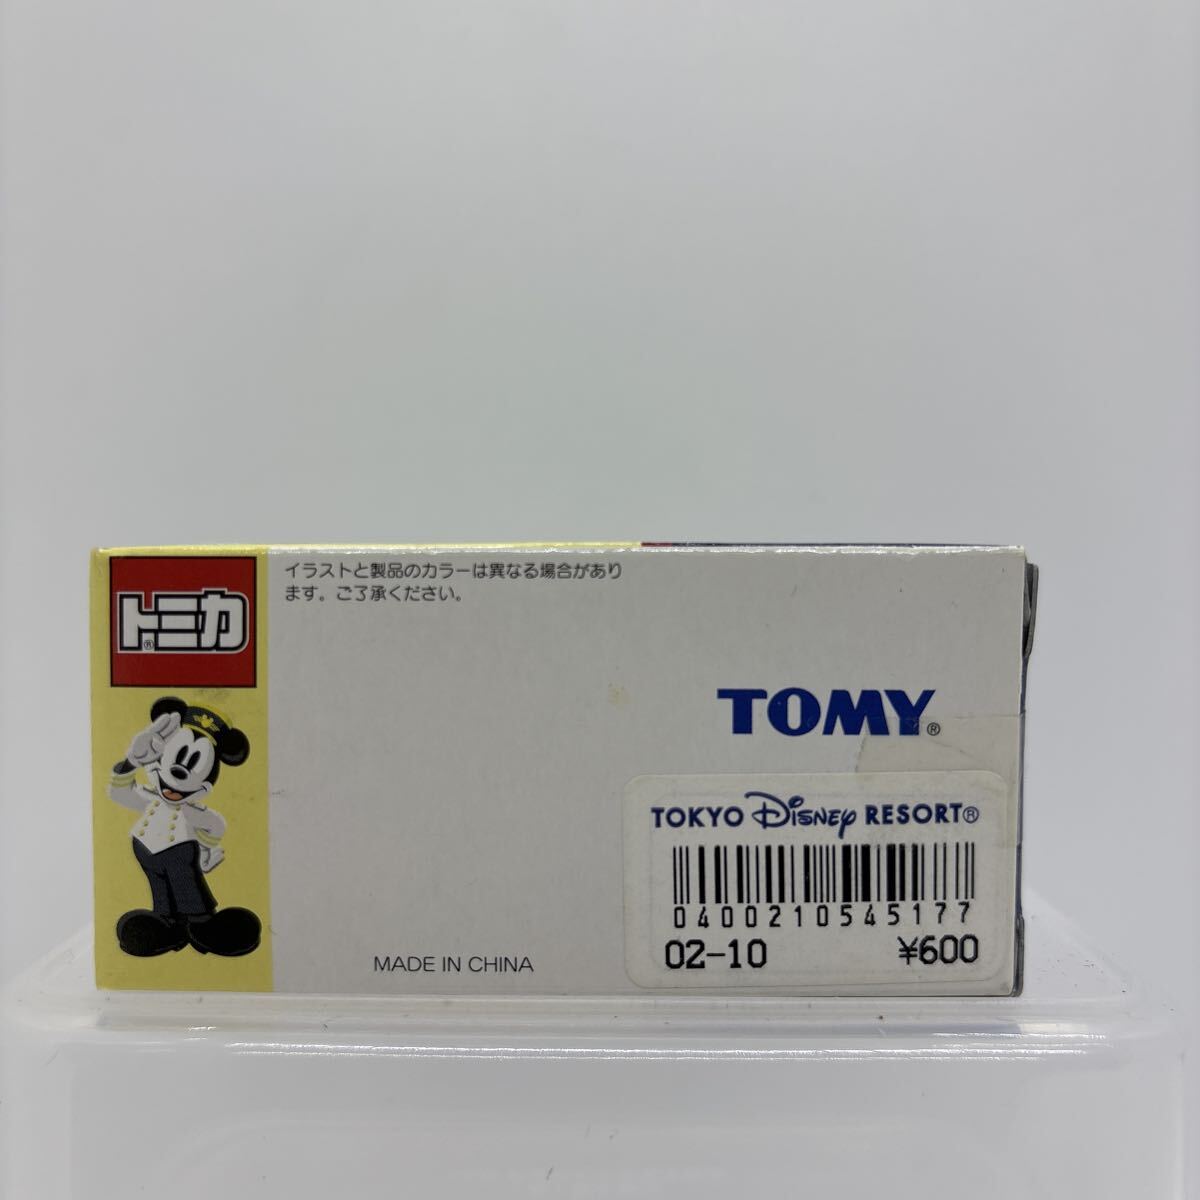 トミカ®
イラストと製品のカラーは異なる場合があり
ます。ご了承ください。
TOMY®
TOKYO Disney RESORT®
0400210545177
02-10 ¥600
MADE IN CHINA